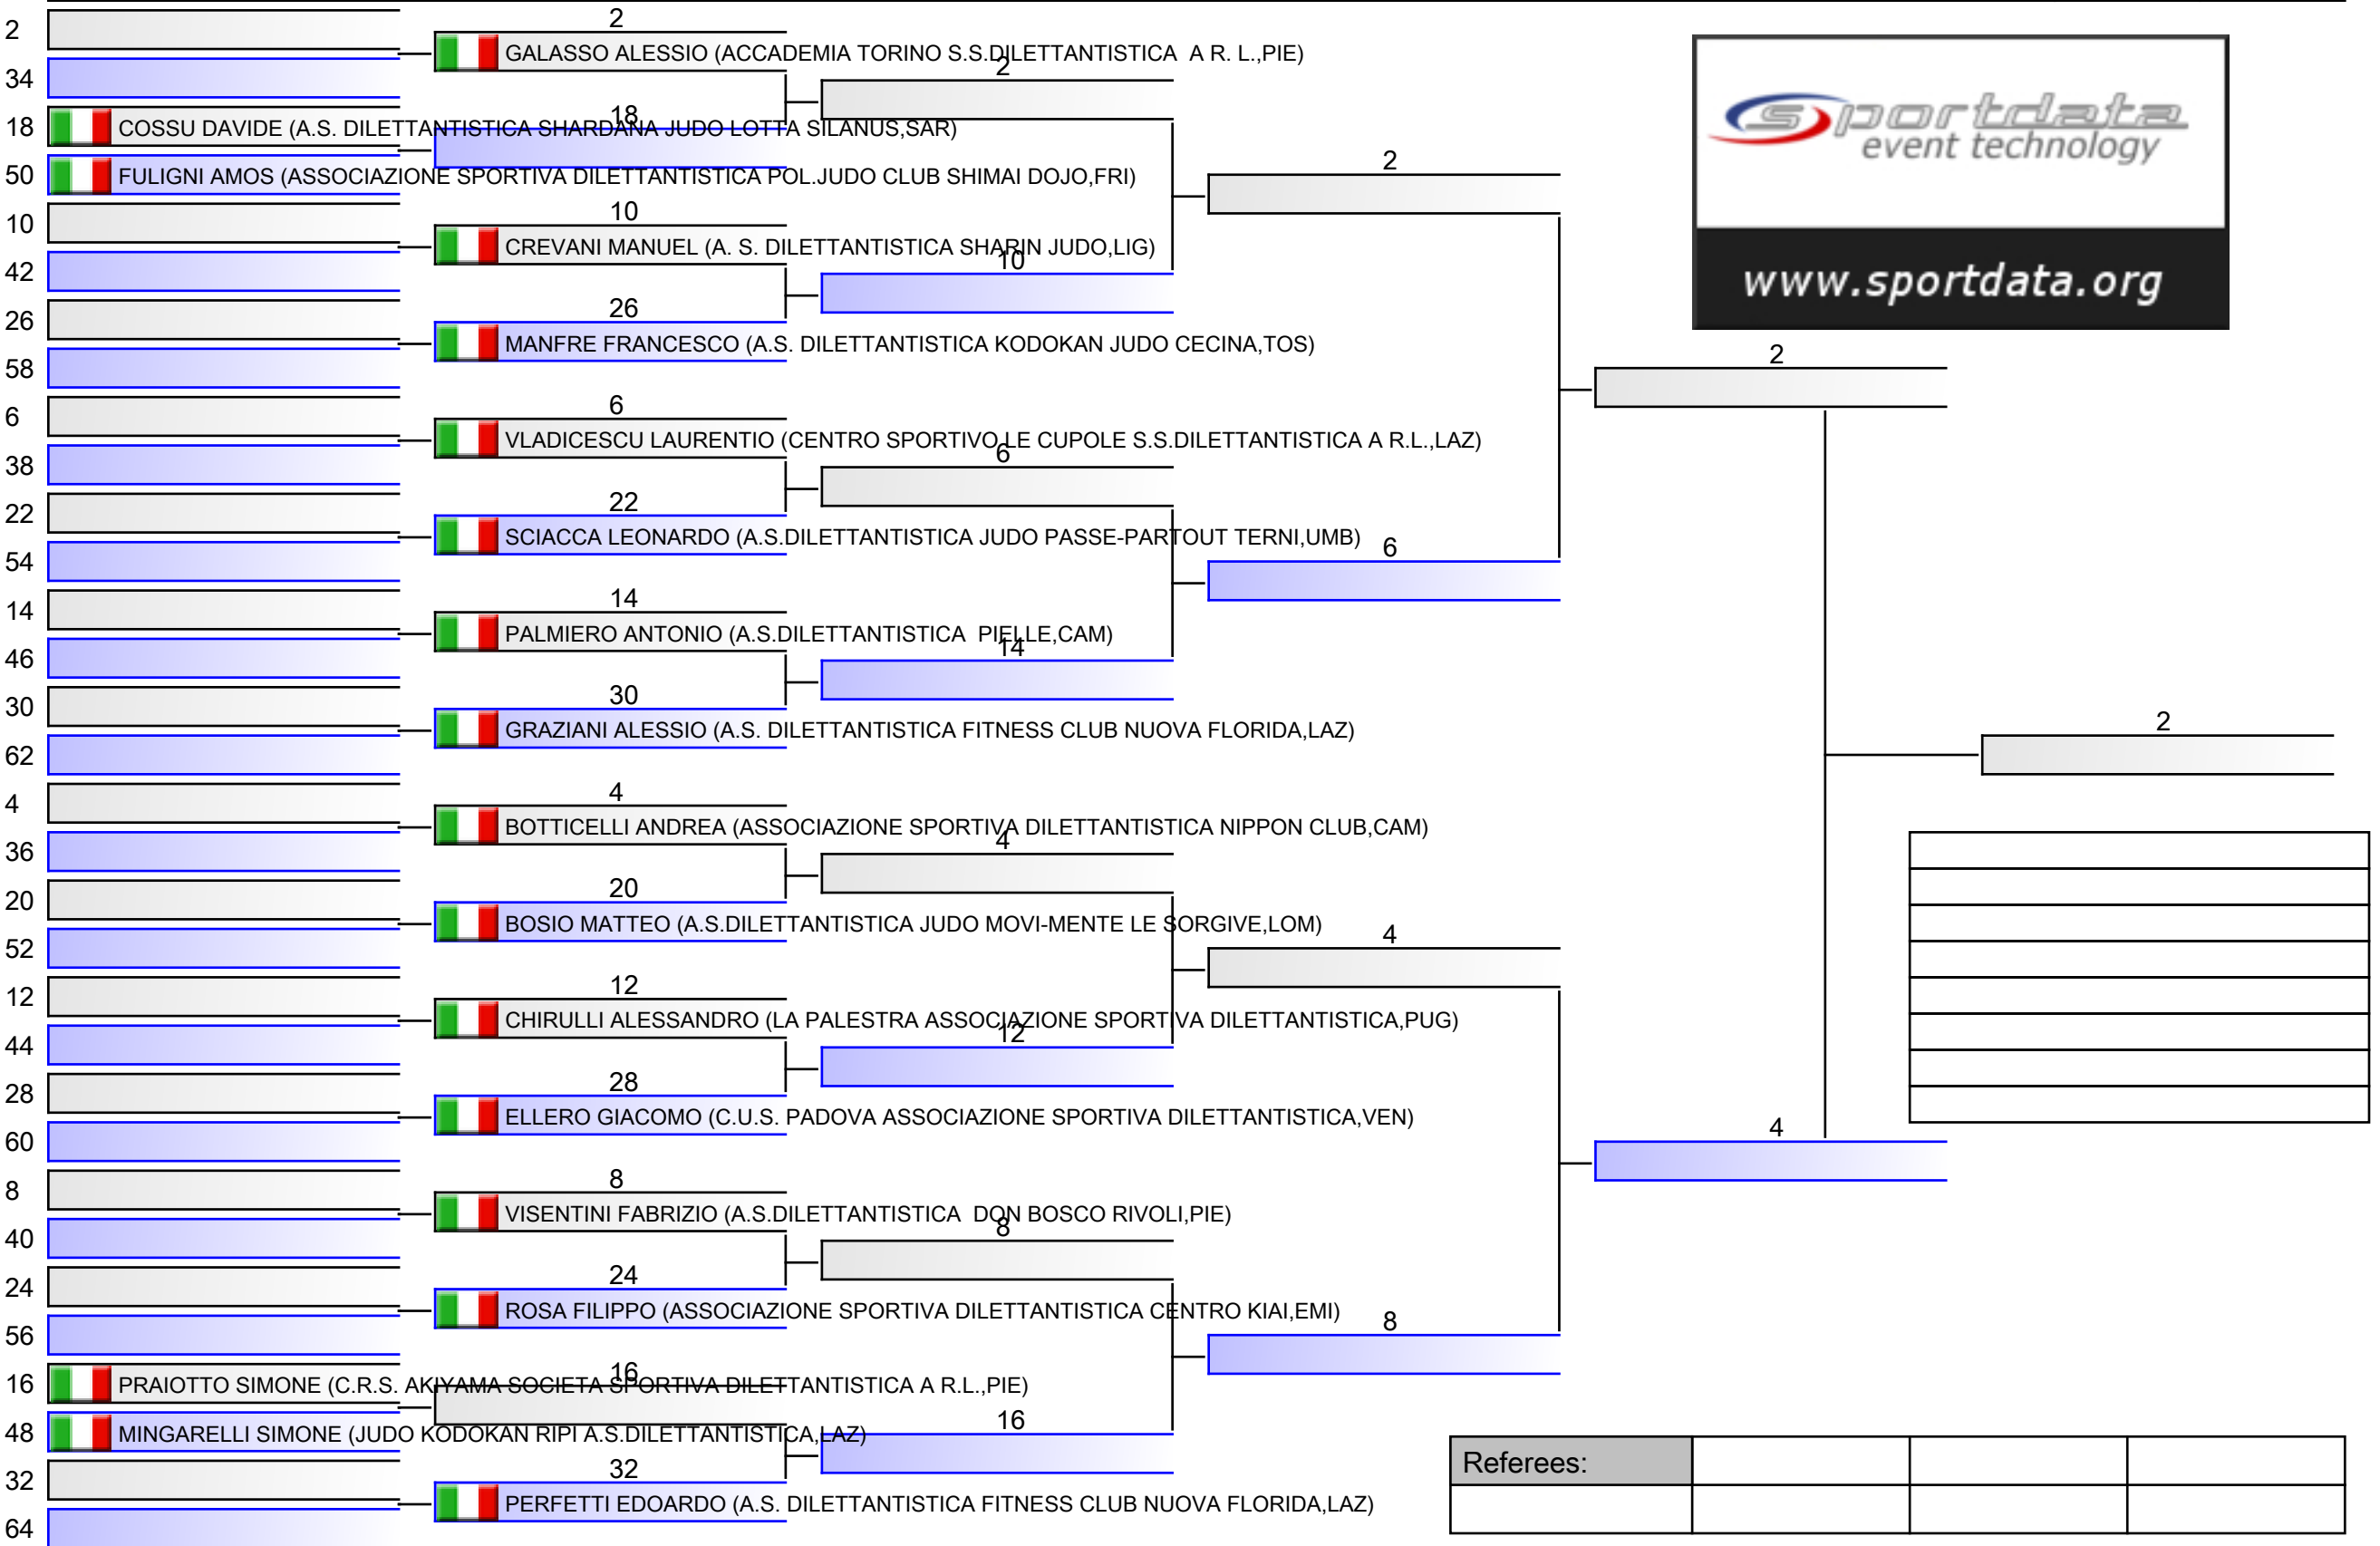 2
2
GALASSO ALESSIO (ACCADEMIA TORINO S.S.DILETTANTISTICA  A R. L.,PIE)
2
34
18
18
COSSU DAVIDE (A.S. DILETTANTISTICA SHARDANA JUDO LOTTA SILANUS,SAR)
sportdata
event technology
2
50
FULIGNI AMOS (ASSOCIAZIONE SPORTIVA DILETTANTISTICA POL.JUDO CLUB SHIMAI DOJO,FRI)
10
10
CREVANI MANUEL (A. S. DILETTANTISTICA SHARIN JUDO,LIG)
10
42
www.sportdata.org
26
26
MANFRE FRANCESCO (A.S. DILETTANTISTICA KODOKAN JUDO CECINA,TOS)
2
58
6
6
VLADICESCU LAURENTIO (CENTRO SPORTIVO LE CUPOLE S.S.DILETTANTISTICA A R.L.,LAZ)
6
38
22
22
SCIACCA LEONARDO (A.S.DILETTANTISTICA JUDO PASSE-PARTOUT TERNI,UMB)
6
54
14
14
PALMIERO ANTONIO (A.S.DILETTANTISTICA  PIELLE,CAM)
14
46
30
30
GRAZIANI ALESSIO (A.S. DILETTANTISTICA FITNESS CLUB NUOVA FLORIDA,LAZ)
2
62
4
4
BOTTICELLI ANDREA (ASSOCIAZIONE SPORTIVA DILETTANTISTICA NIPPON CLUB,CAM)
4
36
20
20
BOSIO MATTEO (A.S.DILETTANTISTICA JUDO MOVI-MENTE LE SORGIVE,LOM)
4
52
12
12
CHIRULLI ALESSANDRO (LA PALESTRA ASSOCIAZIONE SPORTIVA DILETTANTISTICA,PUG)
12
44
28
28
ELLERO GIACOMO (C.U.S. PADOVA ASSOCIAZIONE SPORTIVA DILETTANTISTICA,VEN)
4
60
8
8
VISENTINI FABRIZIO (A.S.DILETTANTISTICA  DON BOSCO RIVOLI,PIE)
8
40
24
24
ROSA FILIPPO (ASSOCIAZIONE SPORTIVA DILETTANTISTICA CENTRO KIAI,EMI)
8
56
16
16
PRAIOTTO SIMONE (C.R.S. AKIYAMA SOCIETA SPORTIVA DILETTANTISTICA A R.L.,PIE)
16
48
MINGARELLI SIMONE (JUDO KODOKAN RIPI A.S.DILETTANTISTICA,LAZ)
Referees:
32
32
PERFETTI EDOARDO (A.S. DILETTANTISTICA FITNESS CLUB NUOVA FLORIDA,LAZ)
64